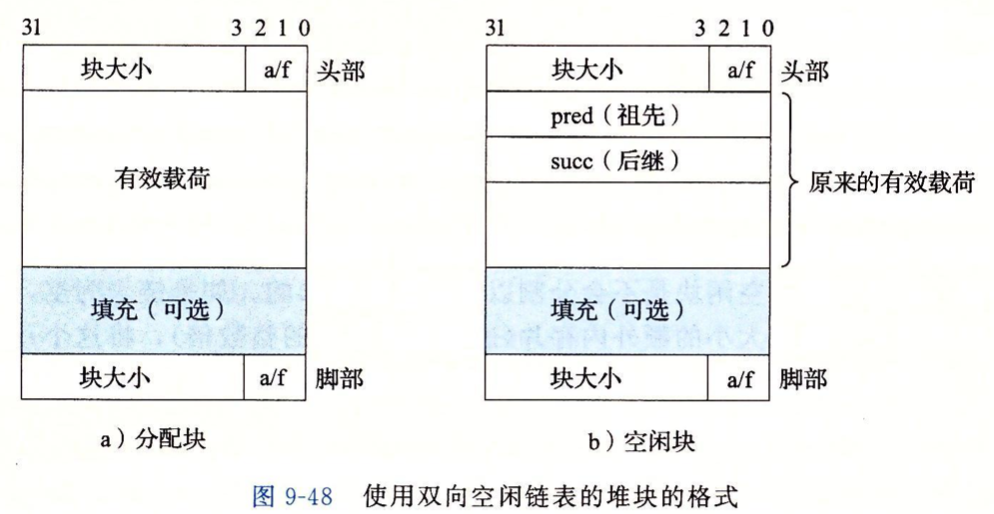 31 3 2 1 0
块大小 a/f 头部
有效载荷
填充（可选）
块大小 a/f 脚部
a）分配块
31 3 2 1 0
块大小 a/f 头部
pred（祖先）
succ（后继）
原来的有效载荷
填充（可选）
块大小 a/f 脚部
b）空闲块
图 9-48 使用双向空闲链表的堆块的格式